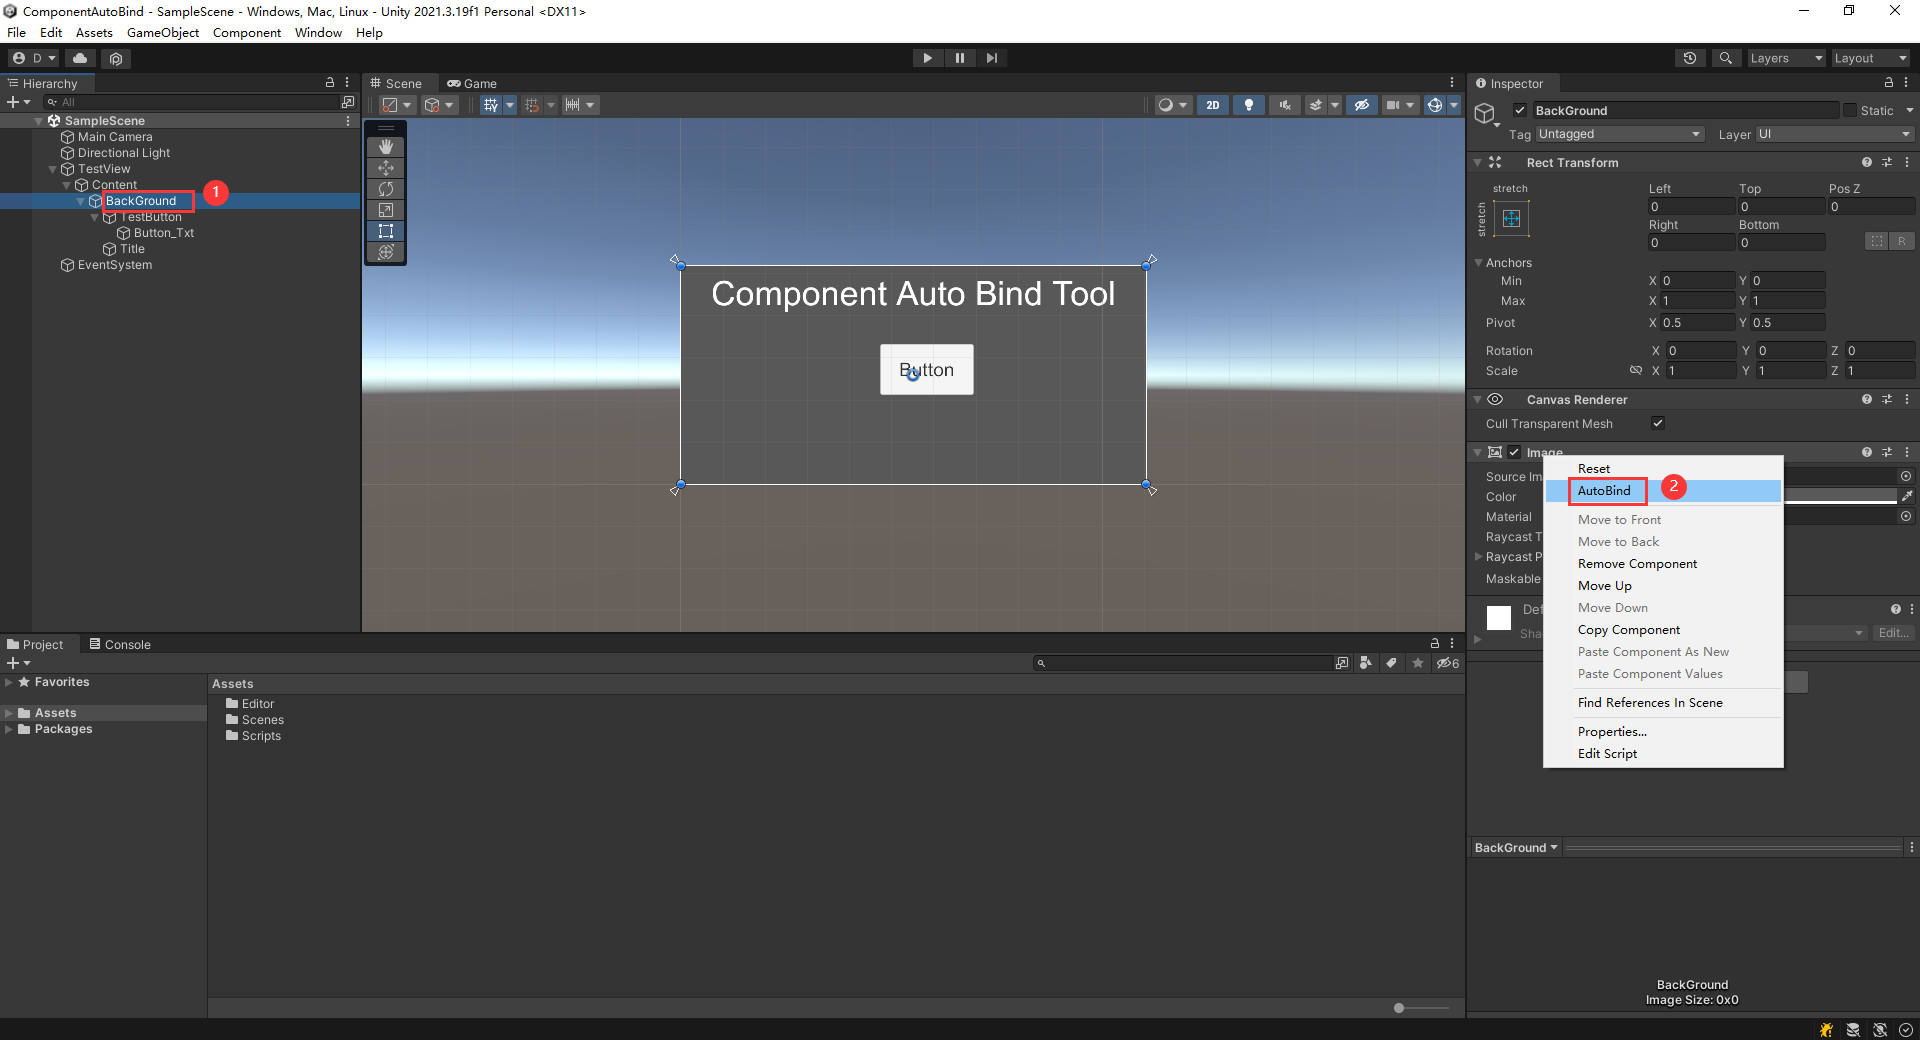 ComponentAutoBind - SampleScene - Windows, Mac, Linux - Unity 2021.3.19f1 Personal <DX11>
File Edit Assets GameObject Component Window Help
D
Layers Layout
Hierarchy
All
SampleScene
Main Camera
Directional Light
TestView
Content
BackGround
1
TestButton
Button_Txt
Title
EventSystem
Scene Game
2D
Component Auto Bind Tool
Button
Inspector
BackGround Static
Tag Untagged Layer UI
Rect Transform
stretch
stretch
Left Top Pos Z
0 0 0
Right Bottom
0 0
R
Anchors
Min X 0 Y 0
Max X 1 Y 1
Pivot X 0.5 Y 0.5
Rotation X 0 Y 0 Z 0
Scale X 1 Y 1 Z 1
Canvas Renderer
Cull Transparent Mesh
Image
Source Im
Color
Material
Raycast T
Raycast P
Maskable
Def
Sha
Edit...
Reset
AutoBind
2
Move to Front
Move to Back
Remove Component
Move Up
Move Down
Copy Component
Paste Component As New
Paste Component Values
Find References In Scene
Properties...
Edit Script
Project Console
6
Favorites
Assets
Packages
Assets
Editor
Scenes
Scripts
BackGround
BackGround
Image Size: 0x0